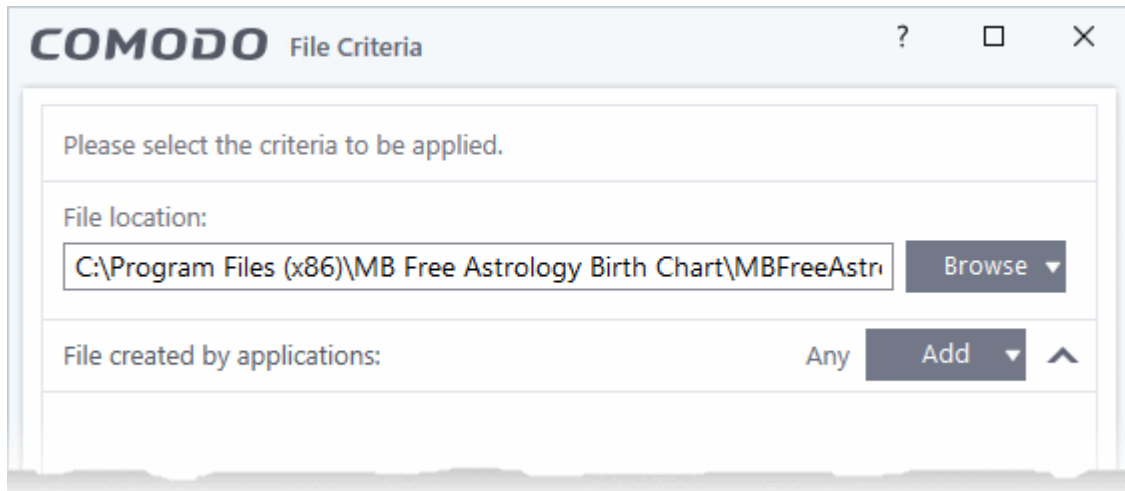 COMODO File Criteria ?
Please select the criteria to be applied.
File location:
C:\Program Files (x86)\MB Free Astrology Birth Chart\MBFreeAstr Browse
File created by applications: Any Add